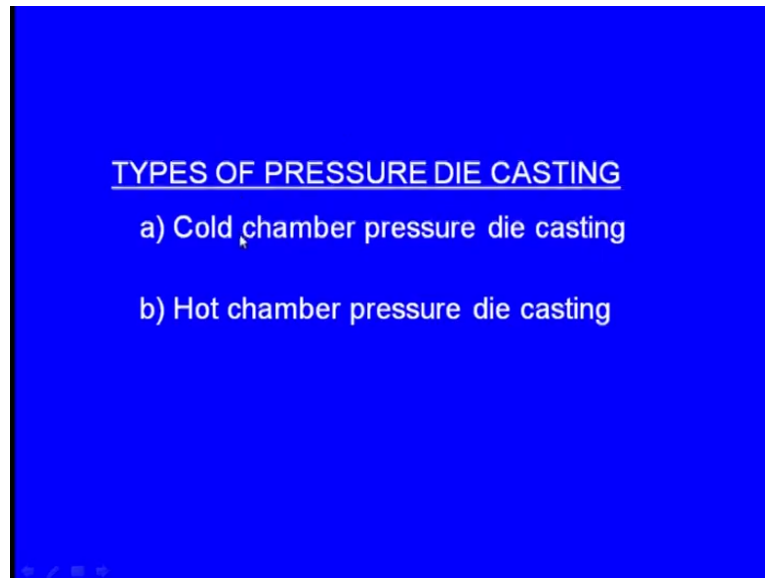 TYPES OF PRESSURE DIE CASTING
a) Cold chamber pressure die casting
b) Hot chamber pressure die casting